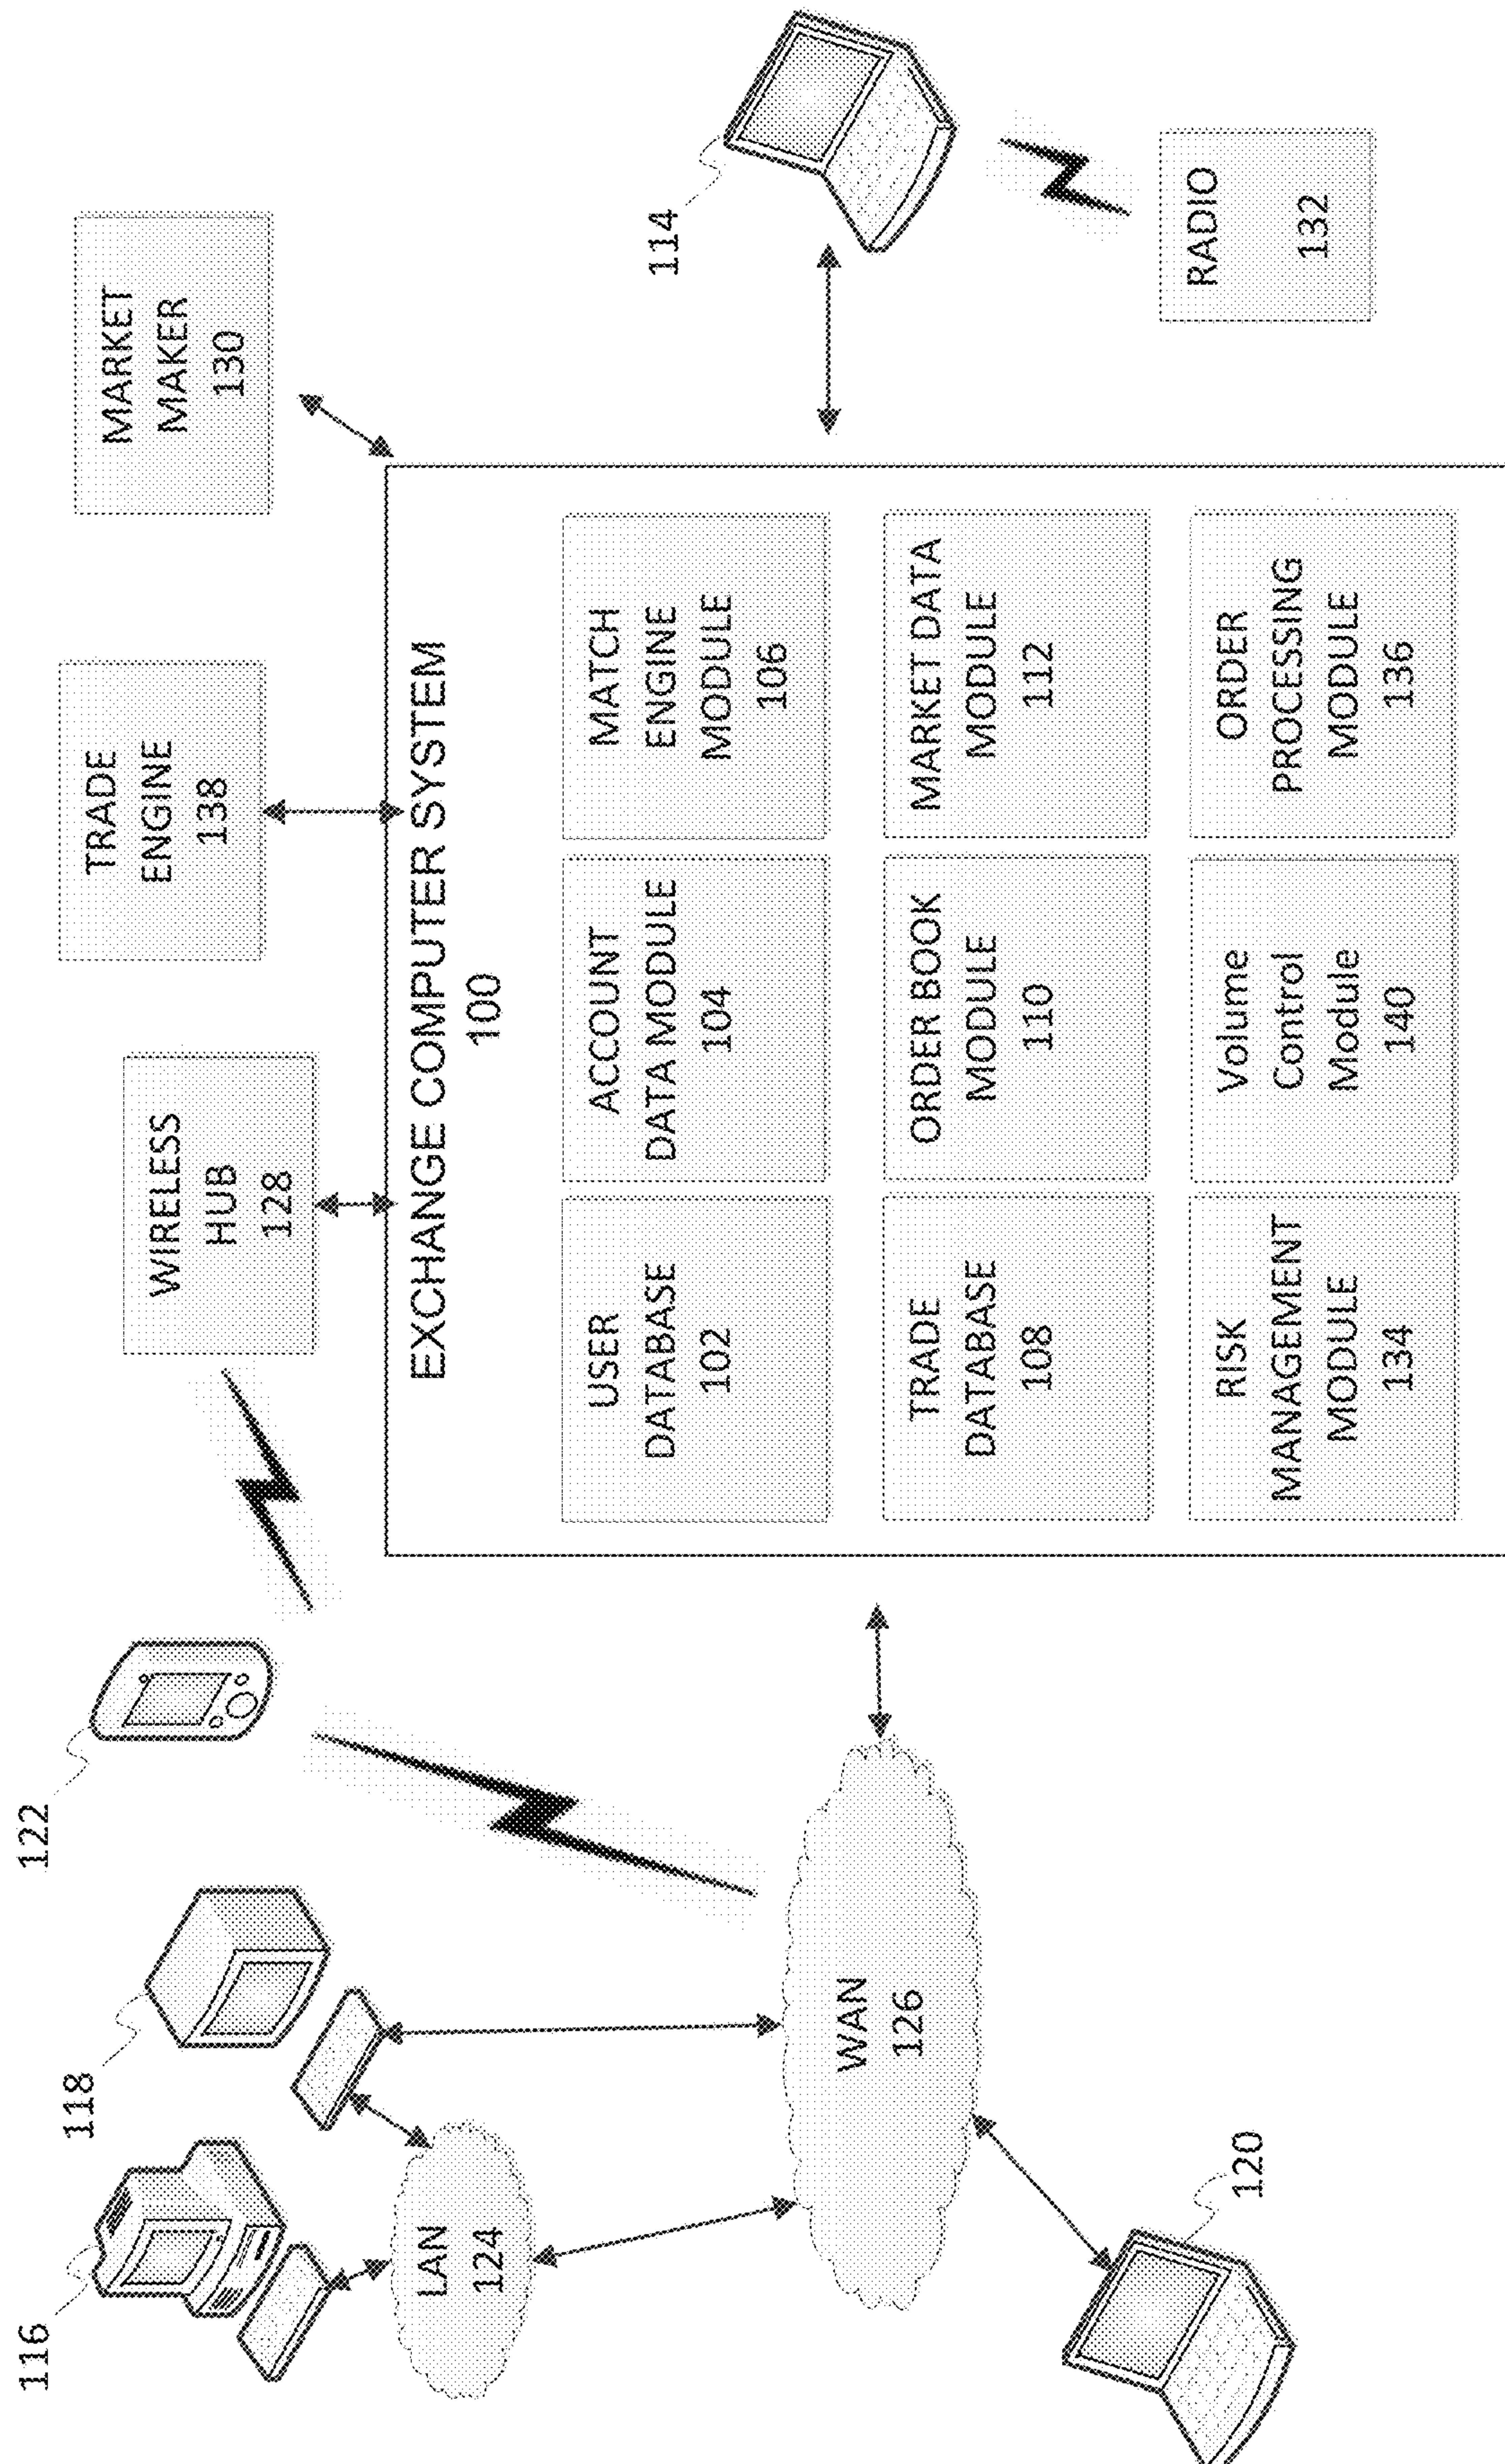 116
118
122
WIRELESS
HUB
128
TRADE
ENGINE
138
MARKET
MAKER
130
LAN
124
WAN
126
120
EXCHANGE COMPUTER SYSTEM
100
USER
DATABASE
102
ACCOUNT
DATA MODULE
104
MATCH
ENGINE
MODULE
106
TRADE
DATABASE
108
ORDER BOOK
MODULE
110
MARKET DATA
MODULE
112
RISK
MANAGEMENT
MODULE
134
Volume
Control
Module
140
ORDER
PROCESSING
MODULE
136
114
RADIO
132